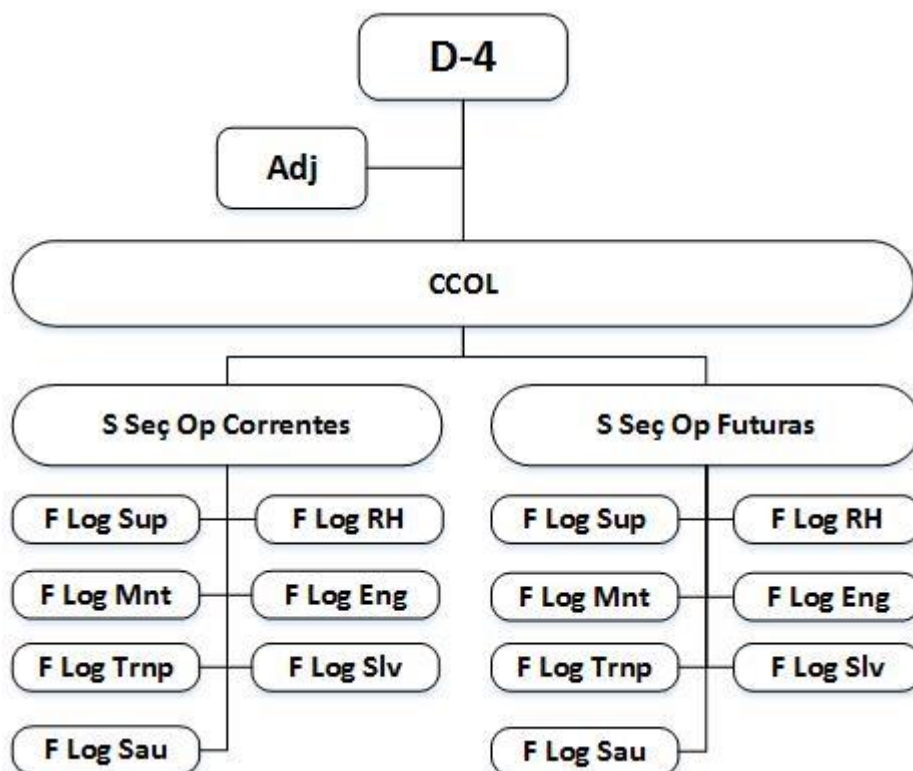 D-4
Adj
CCOL
S Seç Op Correntes
F Log Sup
F Log RH
F Log Mnt
F Log Eng
F Log Trnp
F Log Slv
F Log Sau
S Seç Op Futuras
F Log Sup
F Log RH
F Log Mnt
F Log Eng
F Log Trnp
F Log Slv
F Log Sau